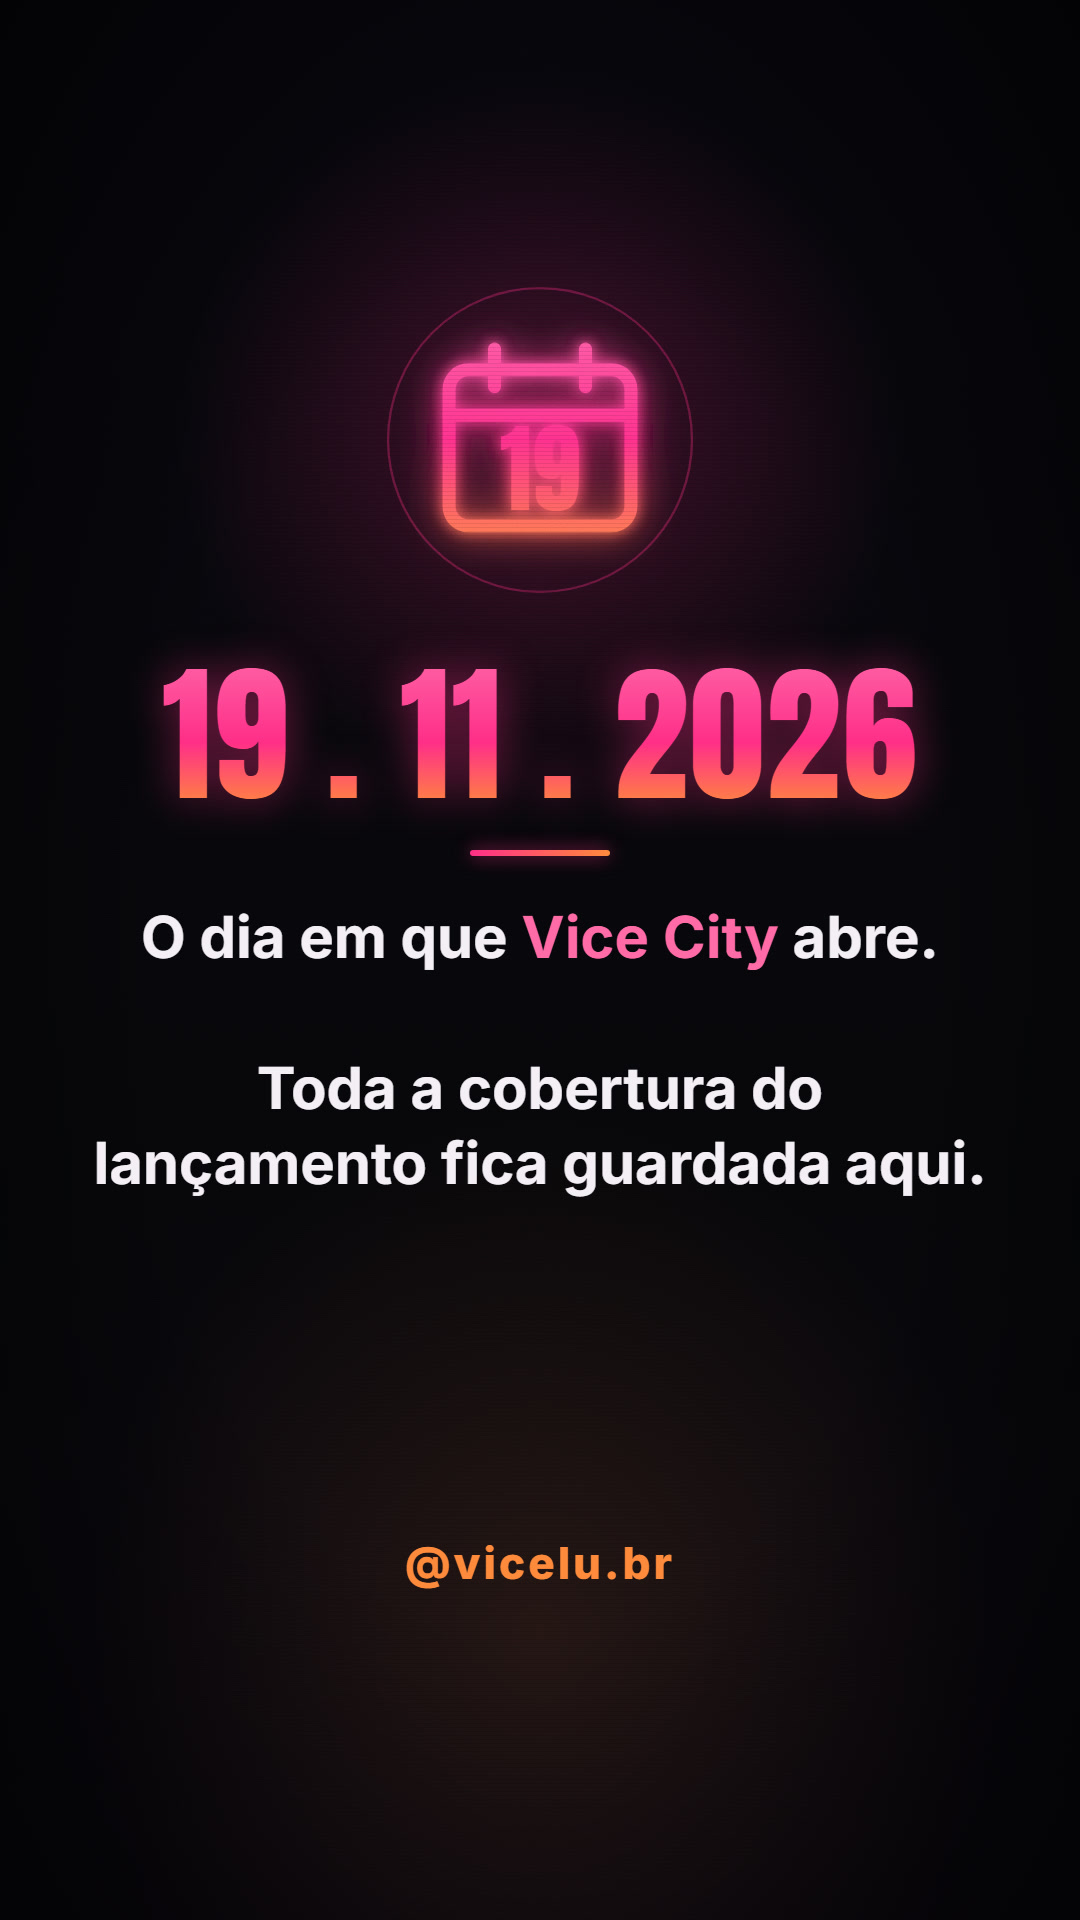 19
19 . 11 . 2026
O dia em que Vice City abre.
Toda a cobertura do
lançamento fica guardada aqui.
@vicelu.br